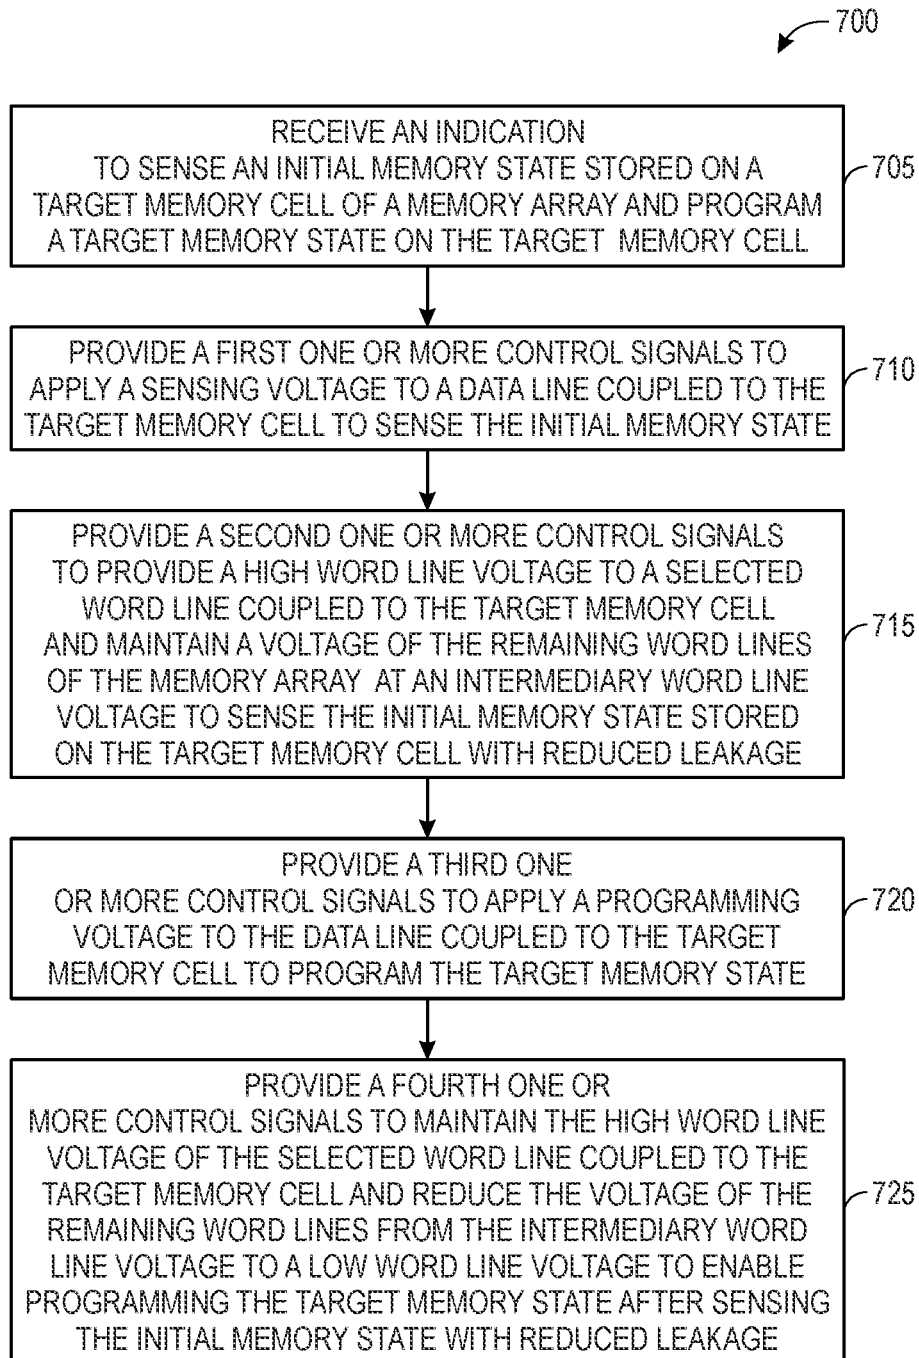 700
RECEIVE AN INDICATION
TO SENSE AN INITIAL MEMORY STATE STORED ON A
TARGET MEMORY CELL OF A MEMORY ARRAY AND PROGRAM
A TARGET MEMORY STATE ON THE TARGET MEMORY CELL
705
PROVIDE A FIRST ONE OR MORE CONTROL SIGNALS TO
APPLY A SENSING VOLTAGE TO A DATA LINE COUPLED TO THE
TARGET MEMORY CELL TO SENSE THE INITIAL MEMORY STATE
710
PROVIDE A SECOND ONE OR MORE CONTROL SIGNALS
TO PROVIDE A HIGH WORD LINE VOLTAGE TO A SELECTED
WORD LINE COUPLED TO THE TARGET MEMORY CELL
AND MAINTAIN A VOLTAGE OF THE REMAINING WORD LINES
OF THE MEMORY ARRAY AT AN INTERMEDIARY WORD LINE
VOLTAGE TO SENSE THE INITIAL MEMORY STATE STORED
ON THE TARGET MEMORY CELL WITH REDUCED LEAKAGE
715
PROVIDE A THIRD ONE
OR MORE CONTROL SIGNALS TO APPLY A PROGRAMMING
VOLTAGE TO THE DATA LINE COUPLED TO THE TARGET
MEMORY CELL TO PROGRAM THE TARGET MEMORY STATE
720
PROVIDE A FOURTH ONE OR
MORE CONTROL SIGNALS TO MAINTAIN THE HIGH WORD LINE
VOLTAGE OF THE SELECTED WORD LINE COUPLED TO THE
TARGET MEMORY CELL AND REDUCE THE VOLTAGE OF THE
REMAINING WORD LINES FROM THE INTERMEDIARY WORD
LINE VOLTAGE TO A LOW WORD LINE VOLTAGE TO ENABLE
PROGRAMMING THE TARGET MEMORY STATE AFTER SENSING
THE INITIAL MEMORY STATE WITH REDUCED LEAKAGE
725